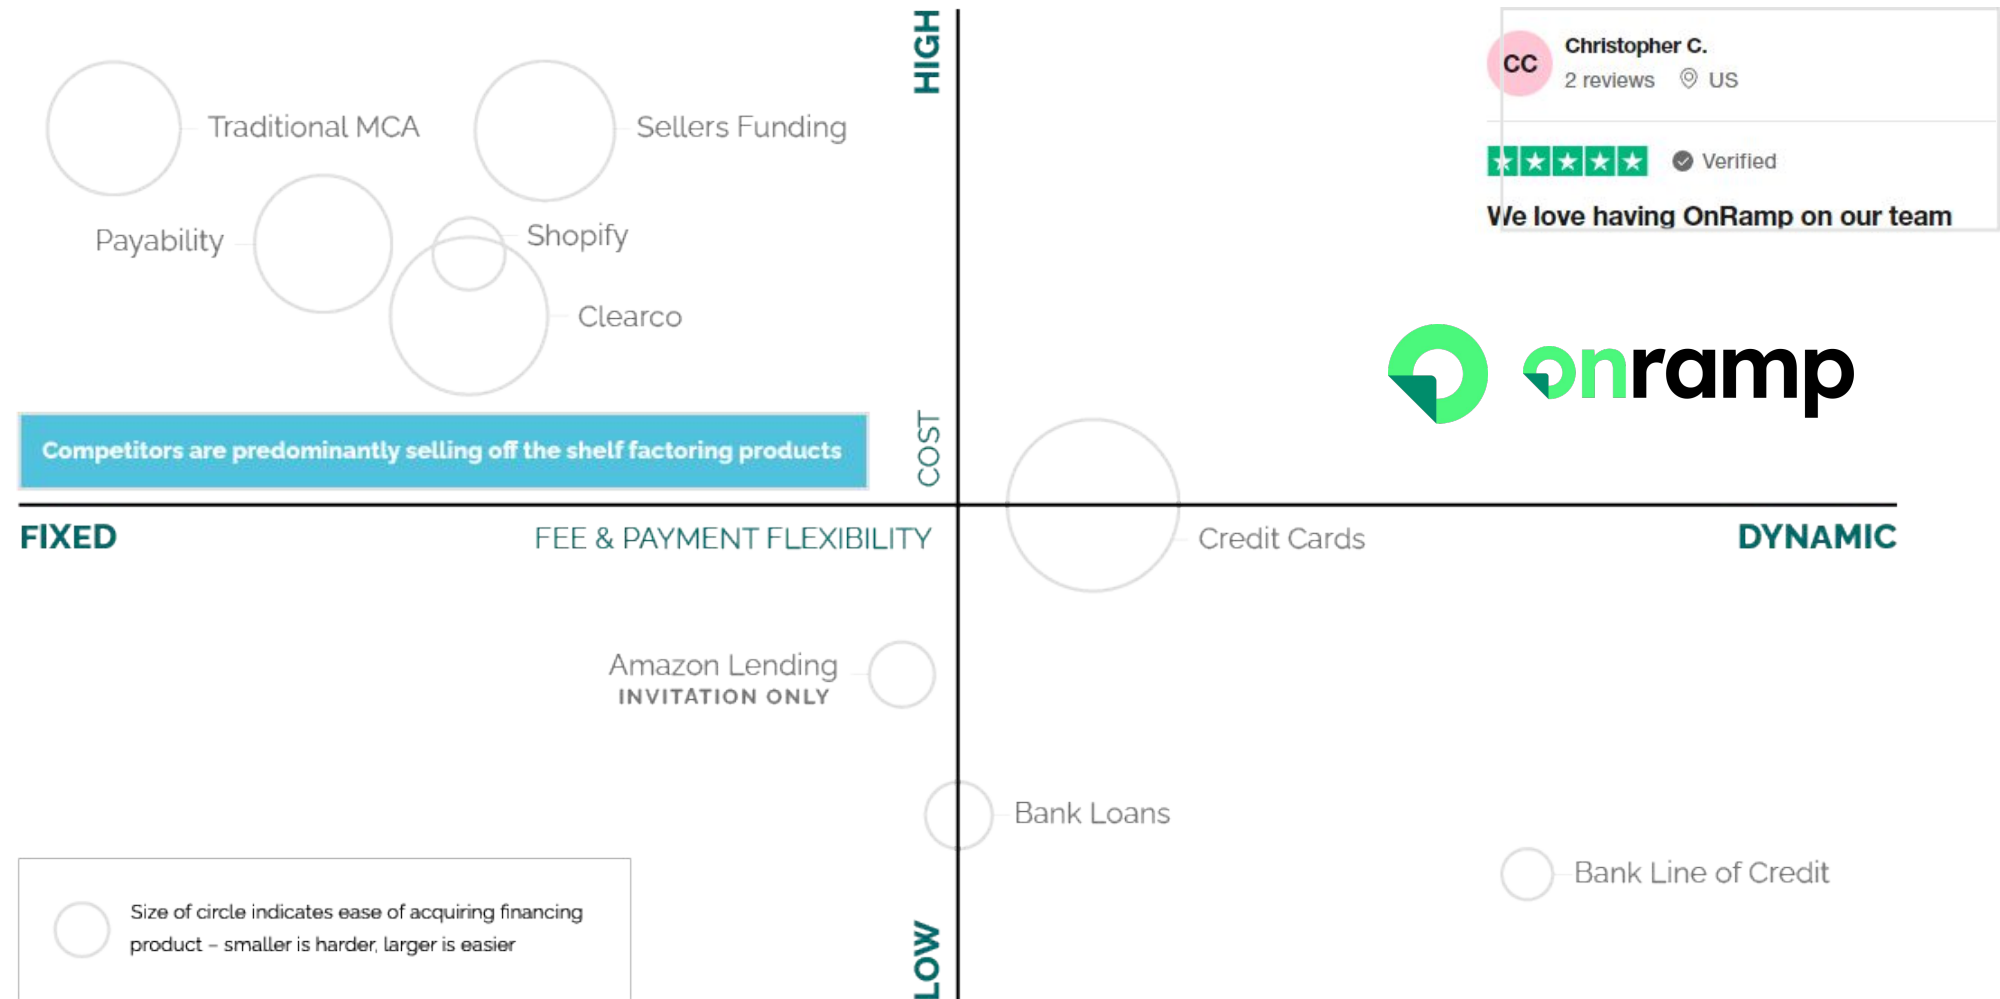 HIGH
Traditional MCA
Sellers Funding
Payability
Shopify
Clearco
Competitors are predominantly selling off the shelf factoring products
COST
CC
Christopher C.
2 reviews US
Verified
We love having OnRamp on our team
onramp
FIXED
FEE & PAYMENT FLEXIBILITY
DYNAMIC
Credit Cards
Amazon Lending
INVITATION ONLY
Bank Loans
Bank Line of Credit
Size of circle indicates ease of acquiring financing
product – smaller is harder, larger is easier
LOW